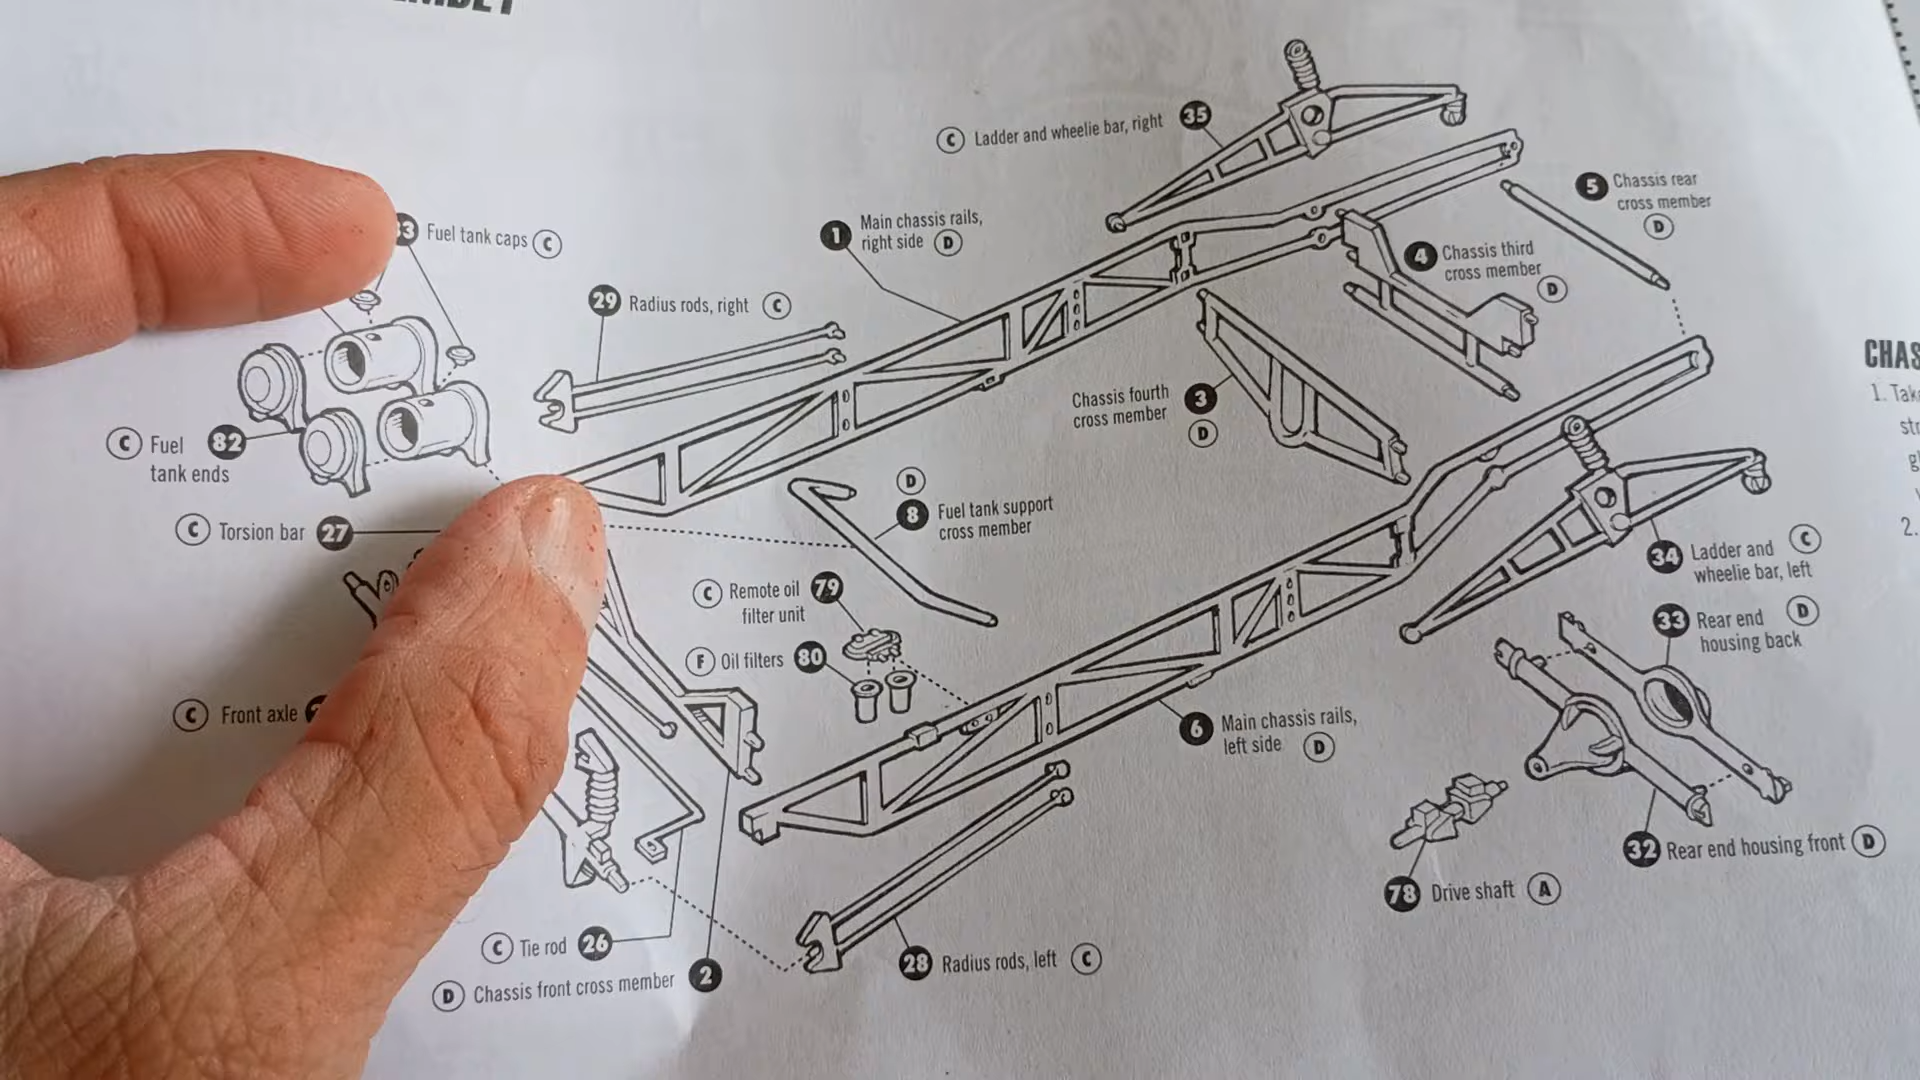 C Ladder and wheelie bar, right 35
5 Chassis rear
cross member
D
1 Main chassis rails,
right side D
Fuel tank caps C
4 Chassis third
cross member
D
29 Radius rods, right C
CHAS
1.
Chassis fourth
cross member
3
D
C Fuel 82
tank ends
D
8 Fuel tank support
cross member
C Torsion bar 27
2.
34 Ladder and C
wheelie bar, left
C Remote oil 79
filter unit
33 Rear end D
housing back
F Oil filters 80
C Front axle
6 Main chassis rails,
left side D
32 Rear end housing front D
78 Drive shaft A
C Tie rod 26
28 Radius rods, left C
D Chassis front cross member 2